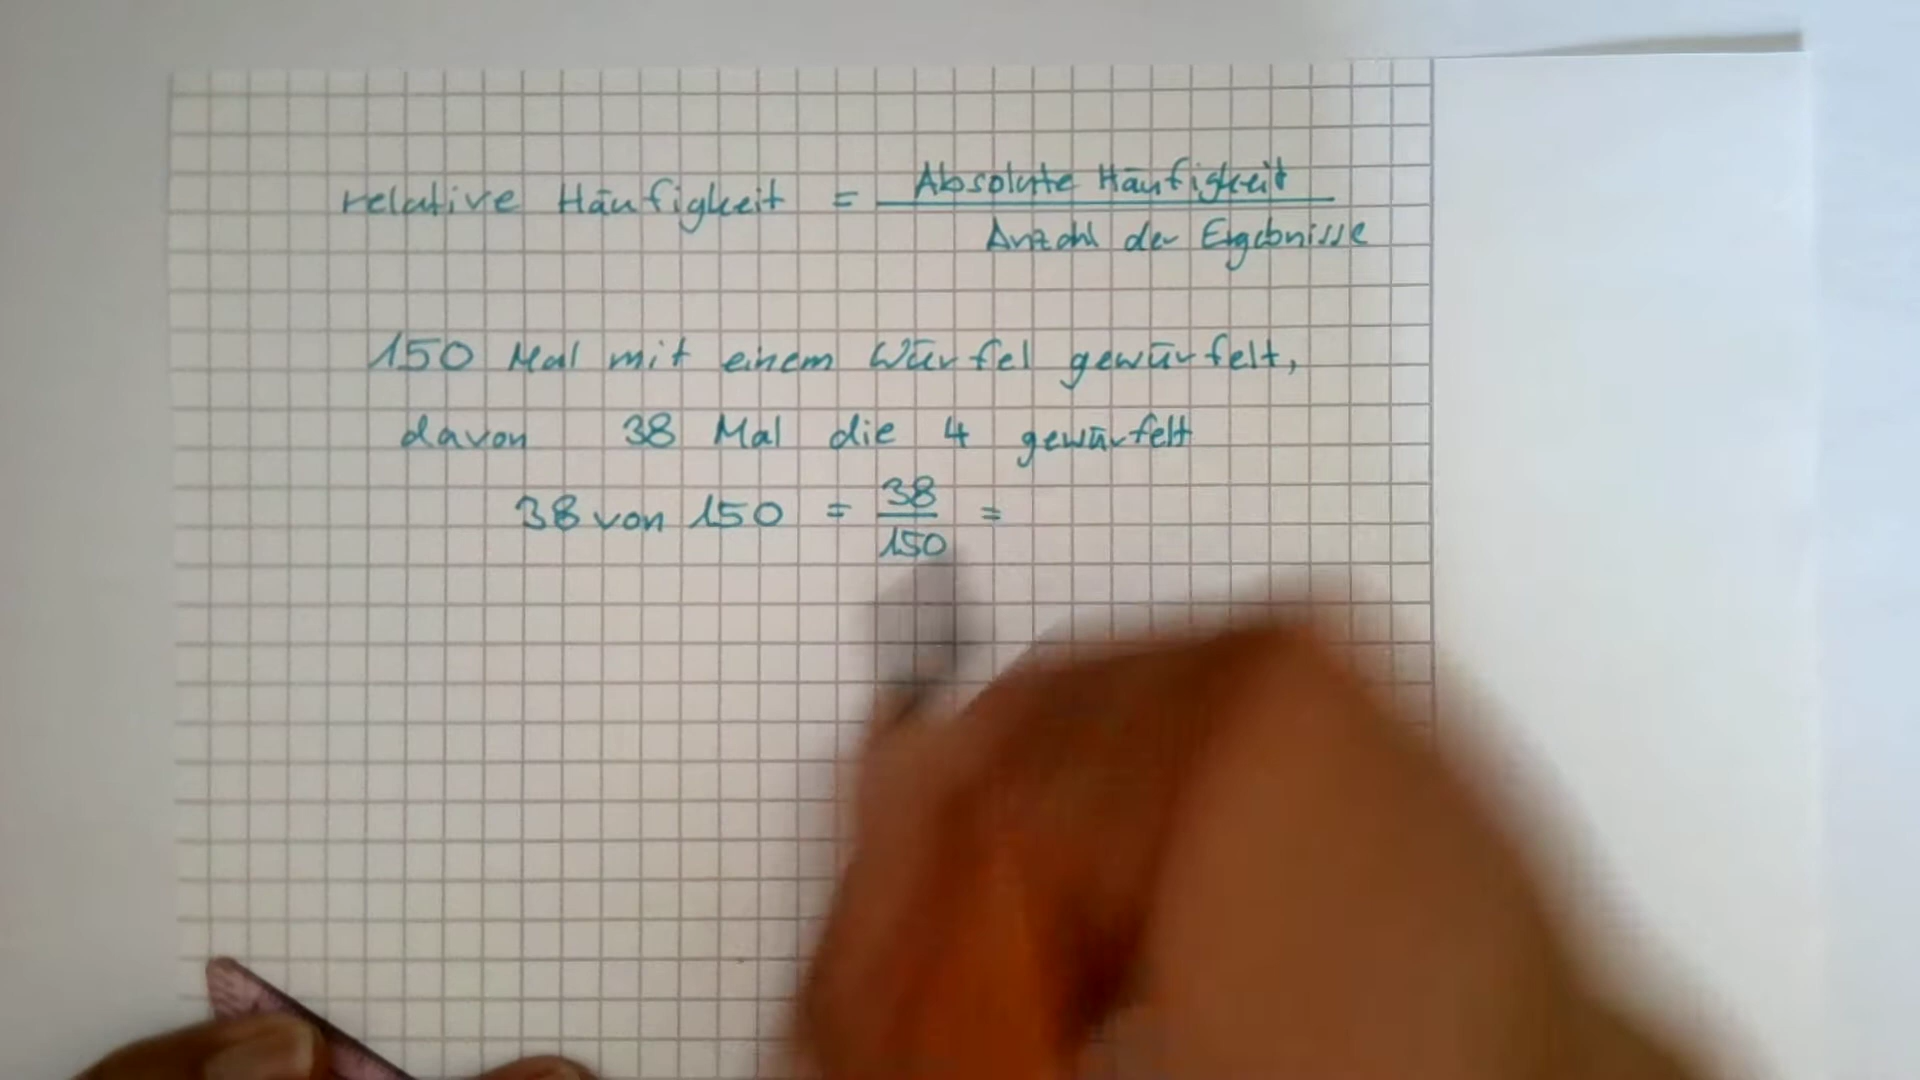 relative Häufigkeit = Absolute Häufigkeit / Anzahl der Ergebnisse
150 Mal mit einem Würfel gewürfelt,
davon 38 Mal die 4 gewürfelt
38 von 150 = 38/150 =